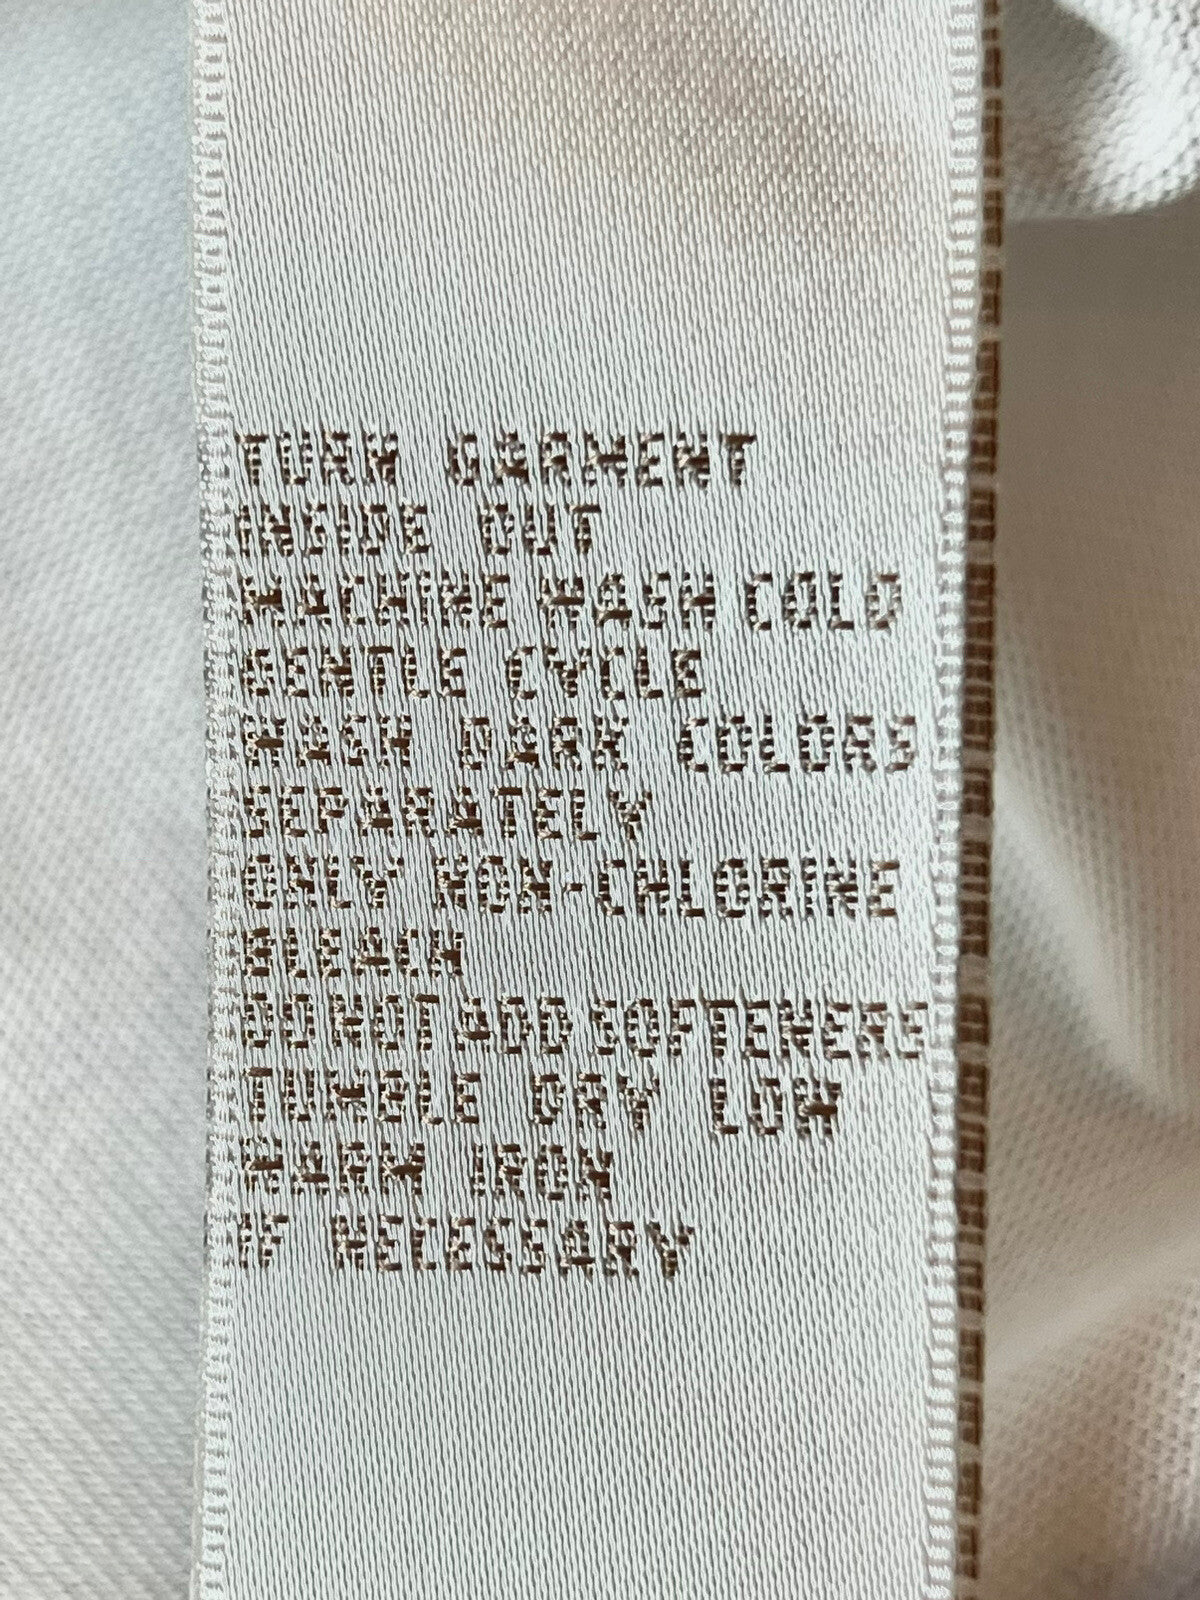 TURN GARMENT
INSIDE OUT
MACHINE WASH COLD
GENTLE CYCLE
WASH DARK COLORS
SEPARATELY
ONLY NON-CHLORINE
BLEACH
DO NOT ADD SOFTENERS
TUMBLE DRY LOW
WARM IRON
IF NECESSARY